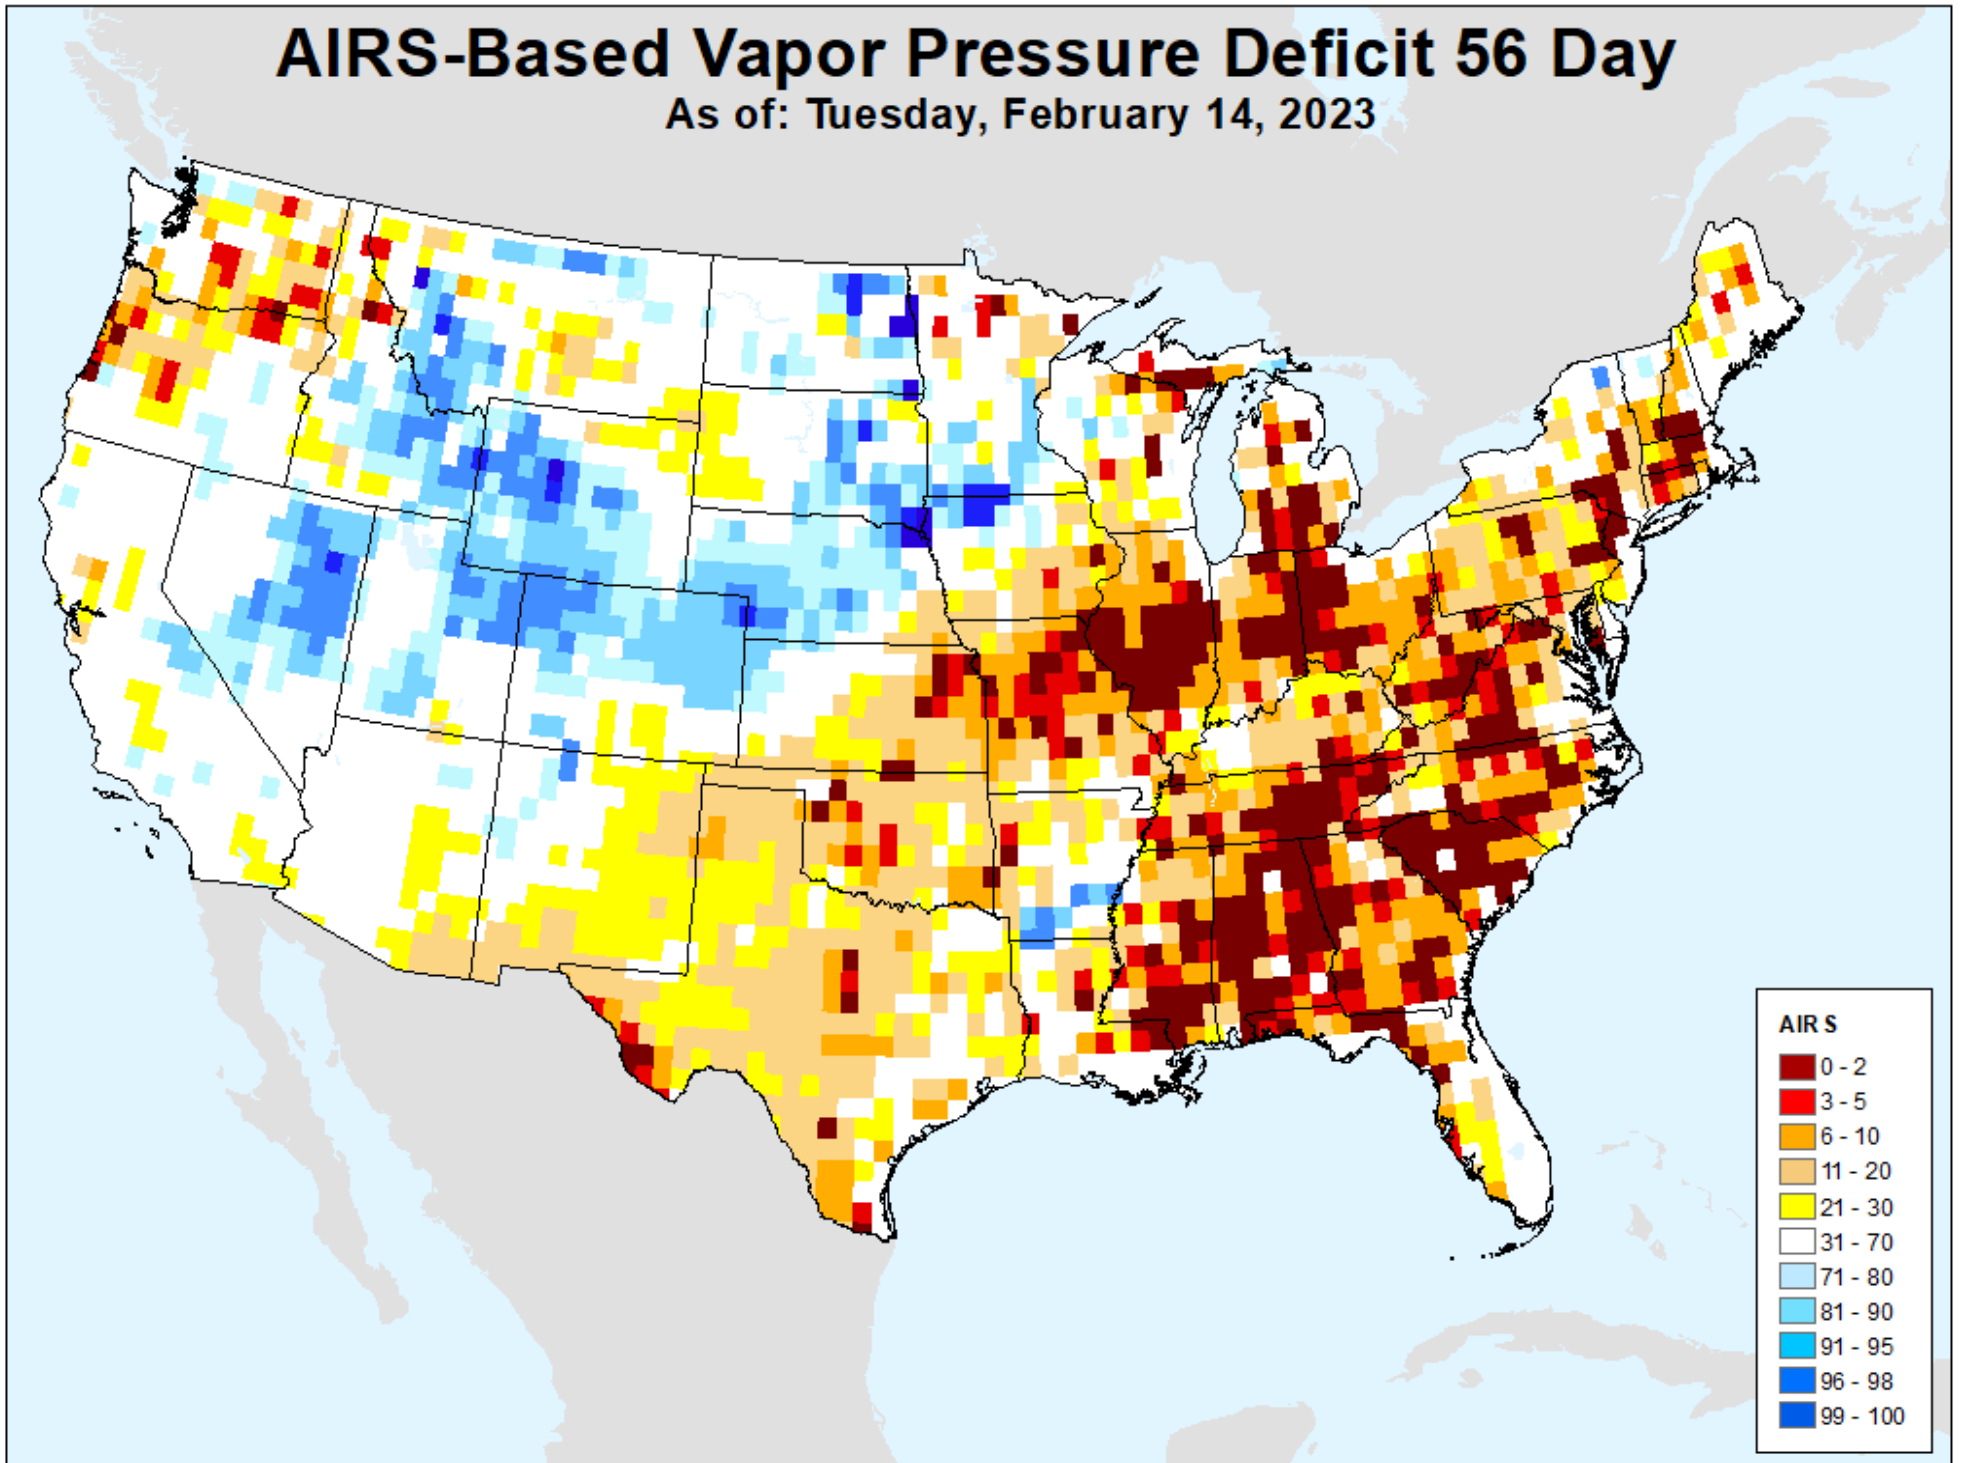 AIRS-Based Vapor Pressure Deficit 56 Day
As of: Tuesday, February 14, 2023
AIRS
0 - 2
3 - 5
6 - 10
11 - 20
21 - 30
31 - 70
71 - 80
81 - 90
91 - 95
96 - 98
99 - 100